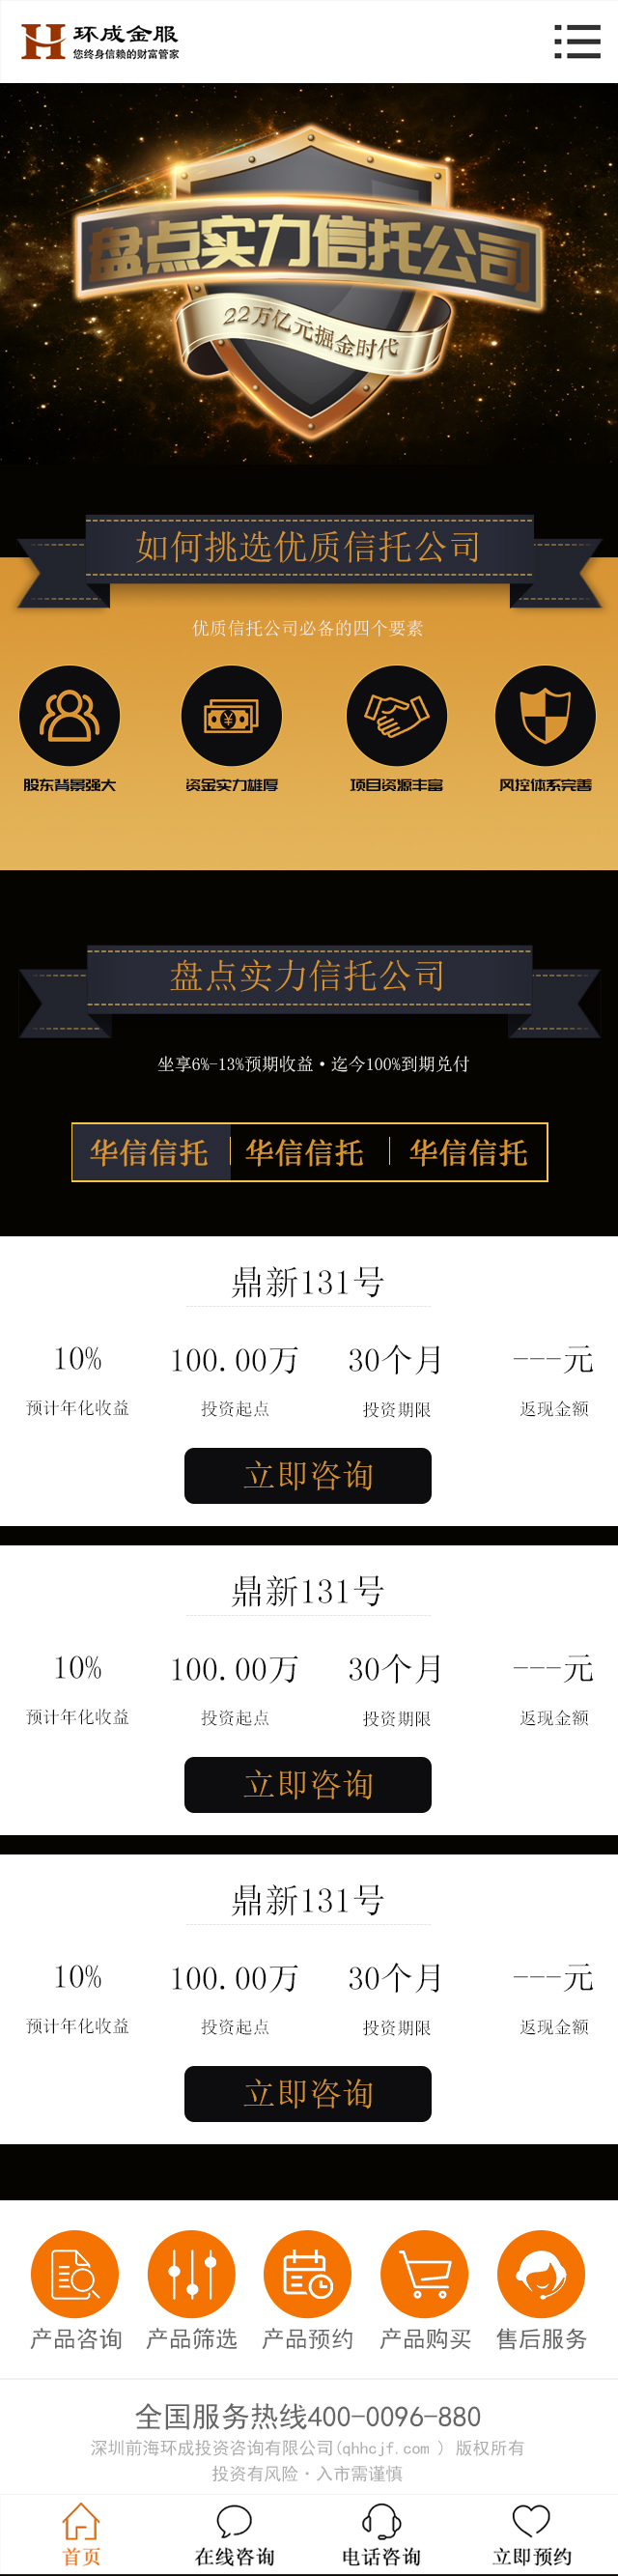 环成金服
您终身信赖的财富管家
盘点实力信托公司
22万亿元掘金时代
如何挑选优质信托公司
优质信托公司必备的四个要素
股东背景强大 资金实力雄厚 项目资源丰富 风控体系完善
盘点实力信托公司
坐享6%-13%预期收益·迄今100%到期兑付
华信信托 华信信托 华信信托
鼎新131号
10% 100.00万 30个月 ---元
预计年化收益 投资起点 投资期限 返现金额
立即咨询
鼎新131号
10% 100.00万 30个月 ---元
预计年化收益 投资起点 投资期限 返现金额
立即咨询
鼎新131号
10% 100.00万 30个月 ---元
预计年化收益 投资起点 投资期限 返现金额
立即咨询
产品咨询 产品筛选 产品预约 产品购买 售后服务
全国服务热线400-0096-880
深圳前海环成投资咨询有限公司(qhhcjf.com ) 版权所有
投资有风险·入市需谨慎
首页 在线咨询 电话咨询 立即预约